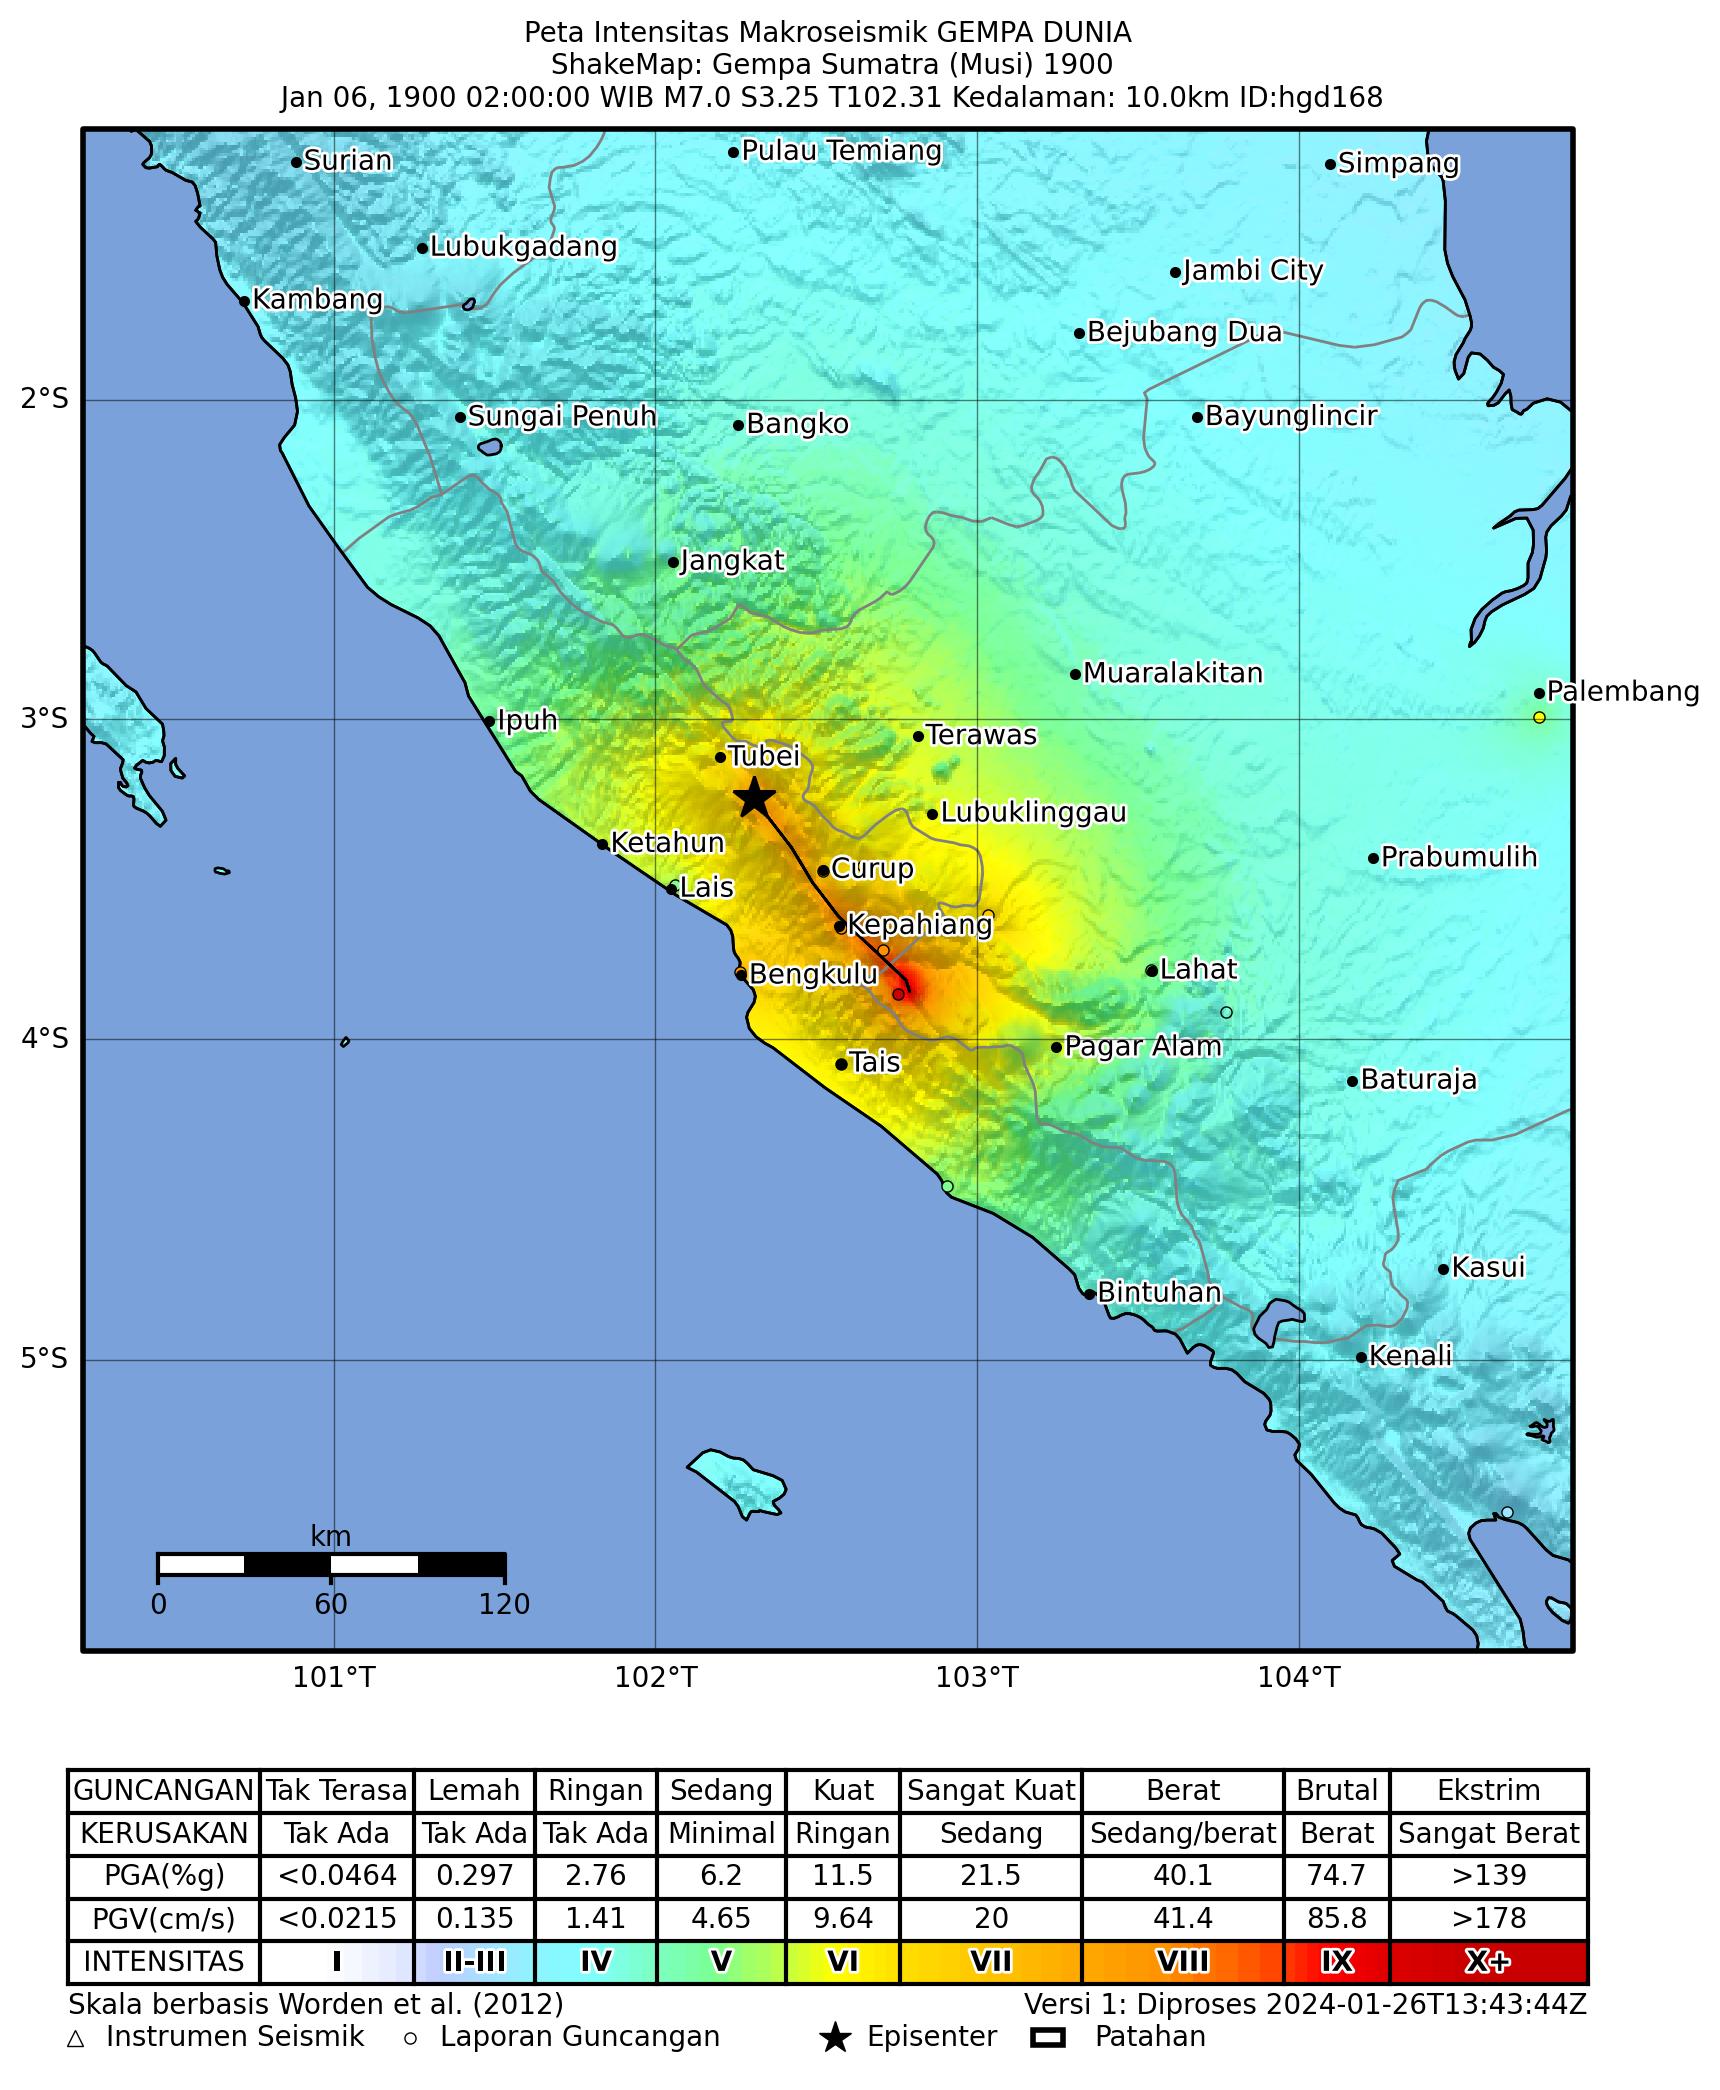 Peta Intensitas Makroseismik GEMPA DUNIA
ShakeMap: Gempa Sumatra (Musi) 1900
Jan 06, 1900 02:00:00 WIB M7.0 S3.25 T102.31 Kedalaman: 10.0km ID:hgd168
Surian
Pulau Temiang
Simpang
Lubukgadang
Jambi City
Kambang
Bejubang Dua
2°S
Sungai Penuh
Bangko
Bayunglincir
Jangkat
Muaralakitan
Palembang
3°S
Ipuh
Terawas
Tubei
Lubuklinggau
Ketahun
Prabumulih
Curup
Lais
Kepahiang
Bengkulu
Lahat
4°S
Pagar Alam
Tais
Baturaja
Kasui
Bintuhan
5°S
Kenali
km
0 60 120
101°T 102°T 103°T 104°T
GUNCANGAN Tak Terasa Lemah Ringan Sedang Kuat Sangat Kuat Berat Brutal Ekstrim
KERUSAKAN Tak Ada Tak Ada Tak Ada Minimal Ringan Sedang Sedang/berat Berat Sangat Berat
PGA(%g) <0.0464 0.297 2.76 6.2 11.5 21.5 40.1 74.7 >139
PGV(cm/s) <0.0215 0.135 1.41 4.65 9.64 20 41.4 85.8 >178
INTENSITAS I II-III IV V VI VII VIII IX X+
Skala berbasis Worden et al. (2012) Versi 1: Diproses 2024-01-26T13:43:44Z
Instrumen Seismik Laporan Guncangan Episenter Patahan